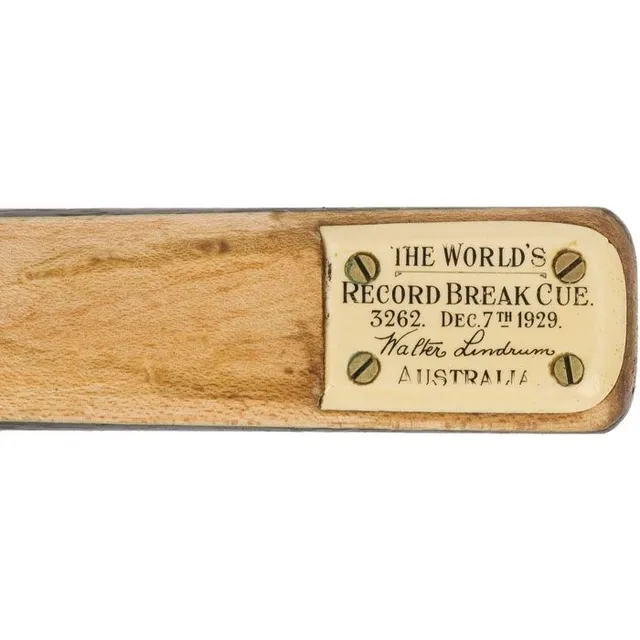 THE WORLD'S
RECORD BREAK CUE.
3262. DEC. 7TH 1929.
Walter Lindrum
AUSTRALIA